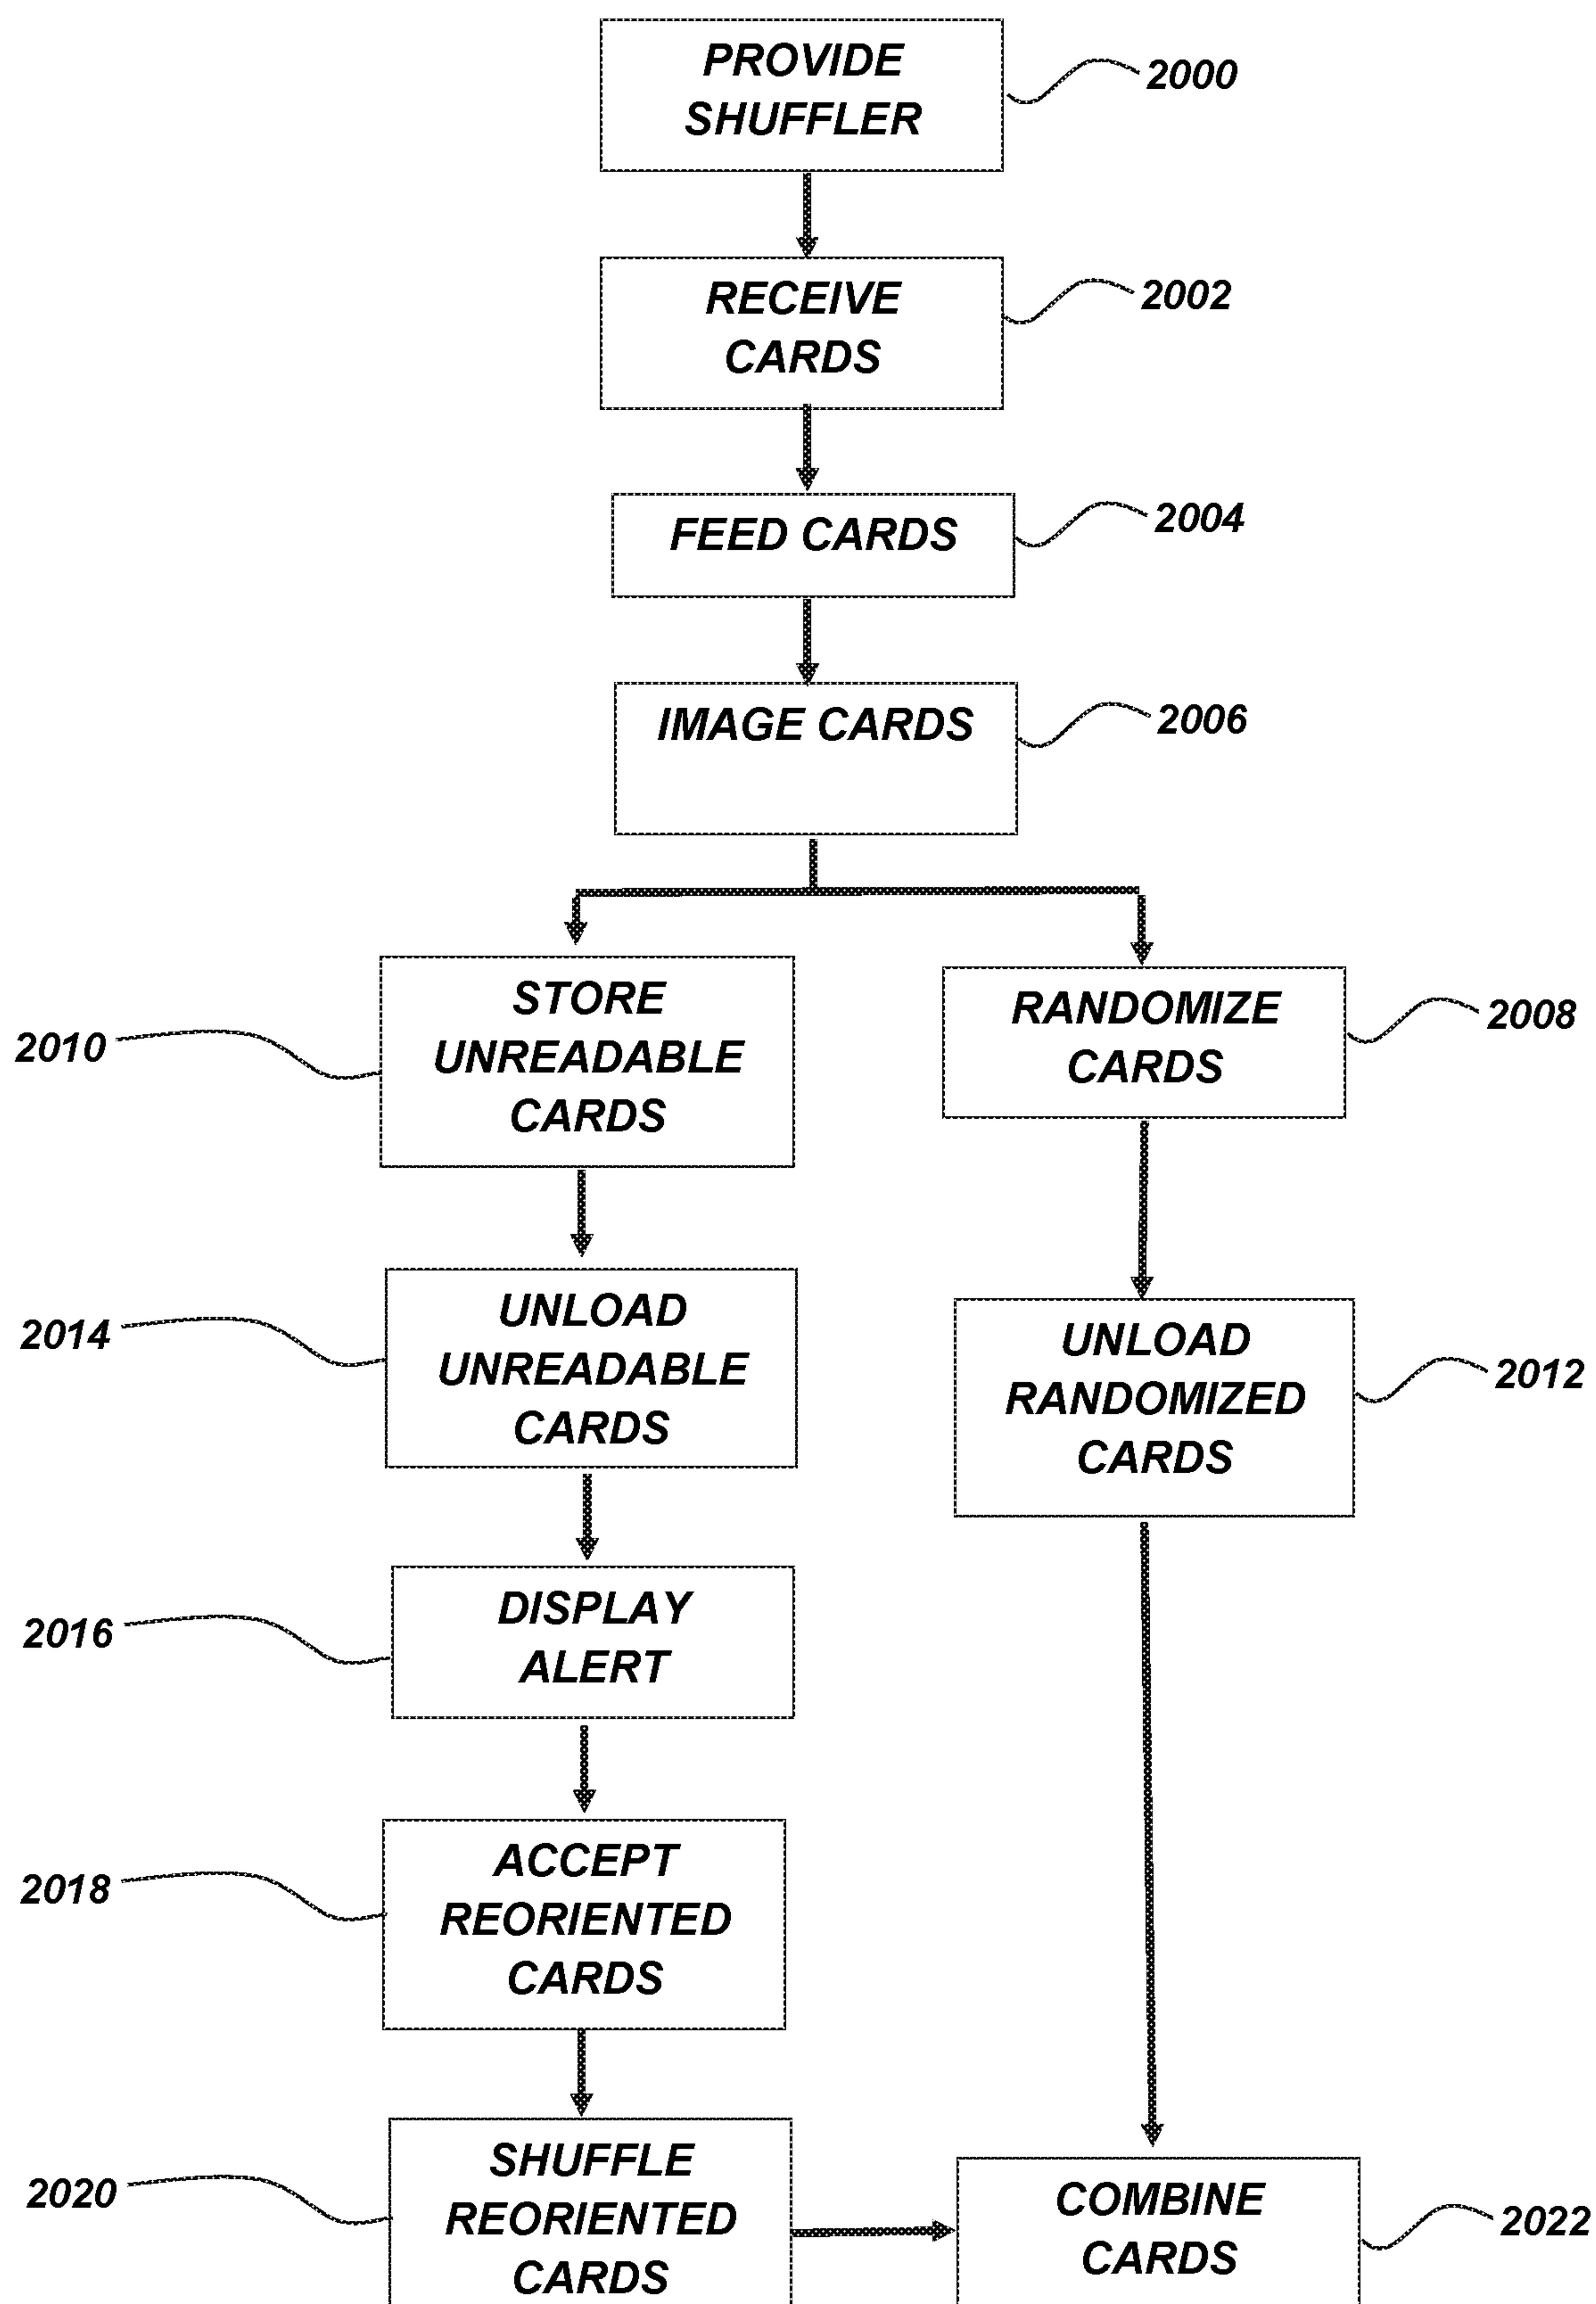 PROVIDE
SHUFFLER
2000
RECEIVE
CARDS
2002
FEED CARDS
2004
IMAGE CARDS
2006
STORE
UNREADABLE
CARDS
2010
RANDOMIZE
CARDS
2008
UNLOAD
UNREADABLE
CARDS
2014
UNLOAD
RANDOMIZED
CARDS
2012
DISPLAY
ALERT
2016
ACCEPT
REORIENTED
CARDS
2018
SHUFFLE
REORIENTED
CARDS
2020
COMBINE
CARDS
2022